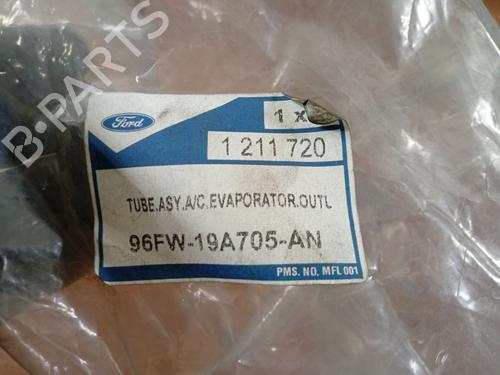 B-PARTS
Ford
1 x
1 211 720
TUBE.ASY.A/C.EVAPORATOR.OUTL
96FW-19A705-AN
PMS. NO. MFL 001